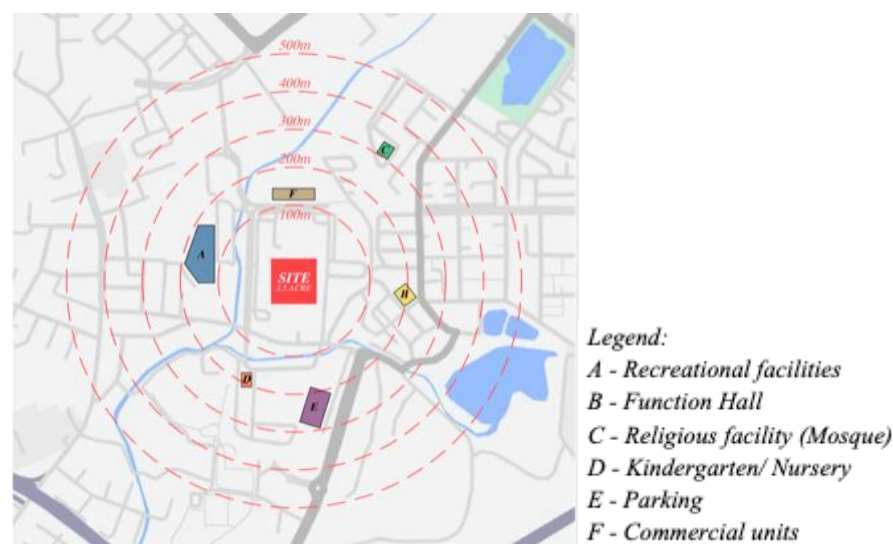 500m
400m
300m
C
200m
F
100m
A
SITE
3.5 ACRE
B
D
E
Legend:
A - Recreational facilities
B - Function Hall
C - Religious facility (Mosque)
D - Kindergarten/ Nursery
E - Parking
F - Commercial units